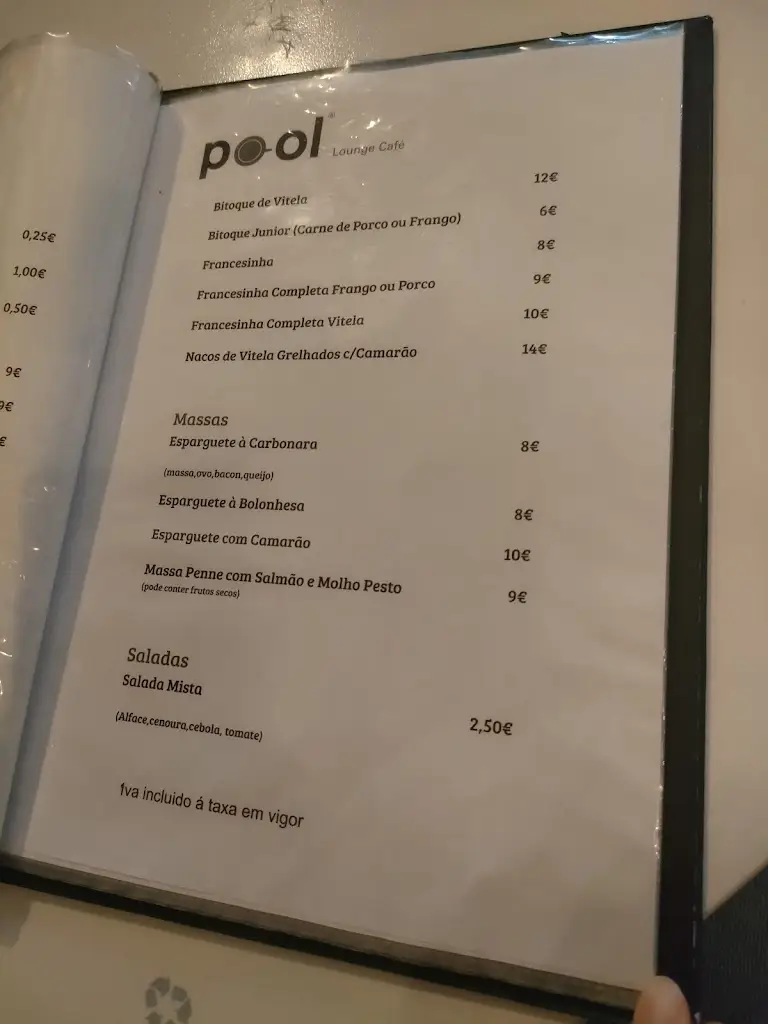 0,25€
1,00€
0,50€
9€
9€
€
pool® Lounge Café
Bitoque de Vitela 12€
Bitoque Junior (Carne de Porco ou Frango) 6€
Francesinha 8€
Francesinha Completa Frango ou Porco 9€
Francesinha Completa Vitela 10€
Nacos de Vitela Grelhados c/Camarão 14€
Massas
Esparguete à Carbonara 8€
(massa,ovo,bacon,queijo)
Esparguete à Bolonhesa 8€
Esparguete com Camarão 10€
Massa Penne com Salmão e Molho Pesto 9€
(pode conter frutos secos)
Saladas
Salada Mista
(Alface,cenoura,cebola, tomate) 2,50€
Iva incluido á taxa em vigor